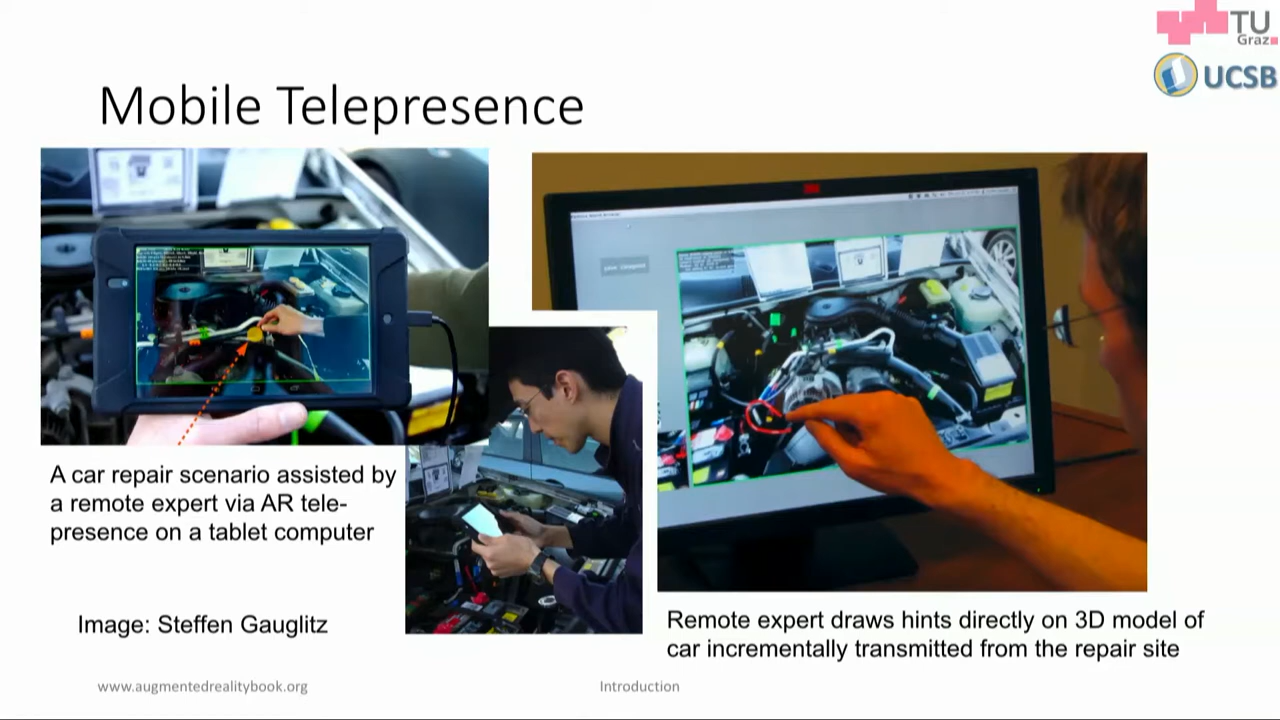 TU
Graz
UCSB
Mobile Telepresence
A car repair scenario assisted by
a remote expert via AR tele-
presence on a tablet computer
Image: Steffen Gauglitz
Remote expert draws hints directly on 3D model of
car incrementally transmitted from the repair site
www.augmentedrealitybook.org
Introduction